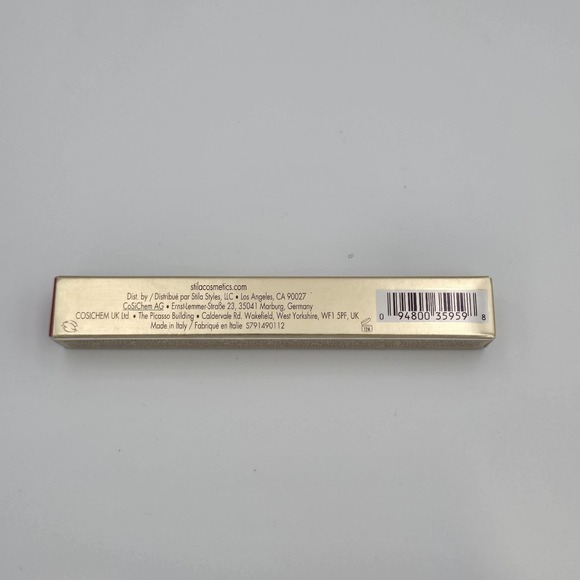 stilacosmetics.com
Dist. by / Distribué par Stila Styles, LLC • Los Angeles, CA 90027
CoSiChem AG • Ernst-Lemmer-Straße 23, 35041 Marburg, Germany
COSICHEM UK Ltd. • The Picasso Building • Caldervale Rd. Wakefield, West Yorkshire, WF1 5PF, UK
Made in Italy / Fabriqué en Italie S791490112
12M
0 94800 35959 8